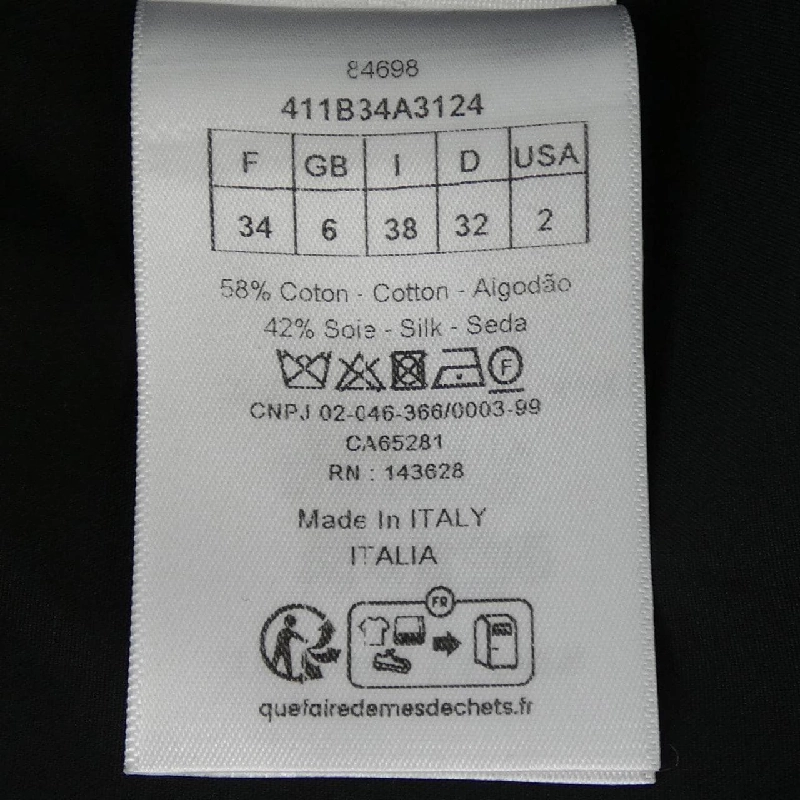 84698
411B34A3124
F GB I D USA
34 6 38 32 2
58% Coton - Cotton - Algodão
42% Soie - Silk - Seda
F
CNPJ 02-046-366/0003-99
CA65281
RN : 143628
Made In ITALY
ITALIA
FR
quefairedemesdechets.fr